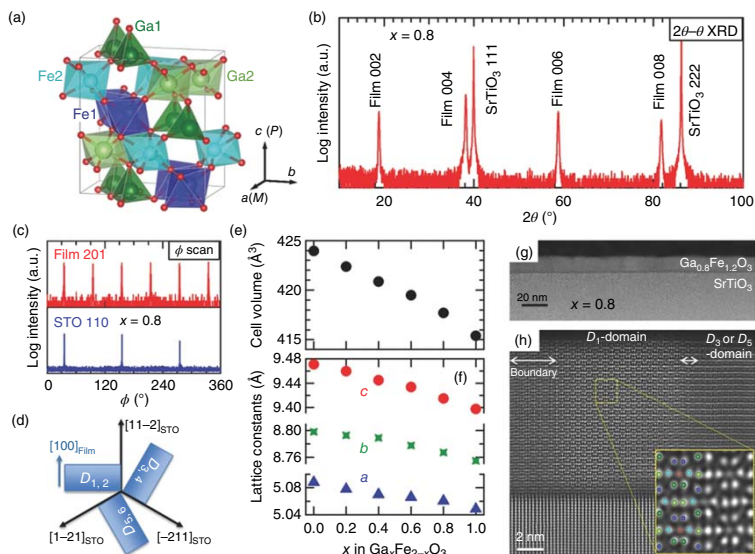 (a)
Ga1
Fe2
Ga2
Fe1
c (P)
b
a(M)
(b)
x = 0.8
2θ–θ XRD
Log intensity (a.u.)
Film 002
Film 004
SrTiO3 111
Film 006
Film 008
SrTiO3 222
20
40
60
80
100
2θ (°)
(c)
Film 201
ϕ scan
STO 110
x = 0.8
Log intensity (a.u.)
0
120
240
360
ϕ (°)
(d)
[11–2]STO
[100]Film
D1, 2
D3, 4
D5, 6
[1–21]STO
[–211]STO
(e)
Cell volume (Å3)
425
420
415
(f)
Lattice constants (Å)
9.48
9.44
9.40
8.80
8.76
5.08
5.04
c
b
a
0.0 0.2 0.4 0.6 0.8 1.0
x in GaxFe2–xO3
(g)
Ga0.8Fe1.2O3
SrTiO3
20 nm
x = 0.8
(h)
D1-domain
D3 or D5
-domain
Boundary
2 nm